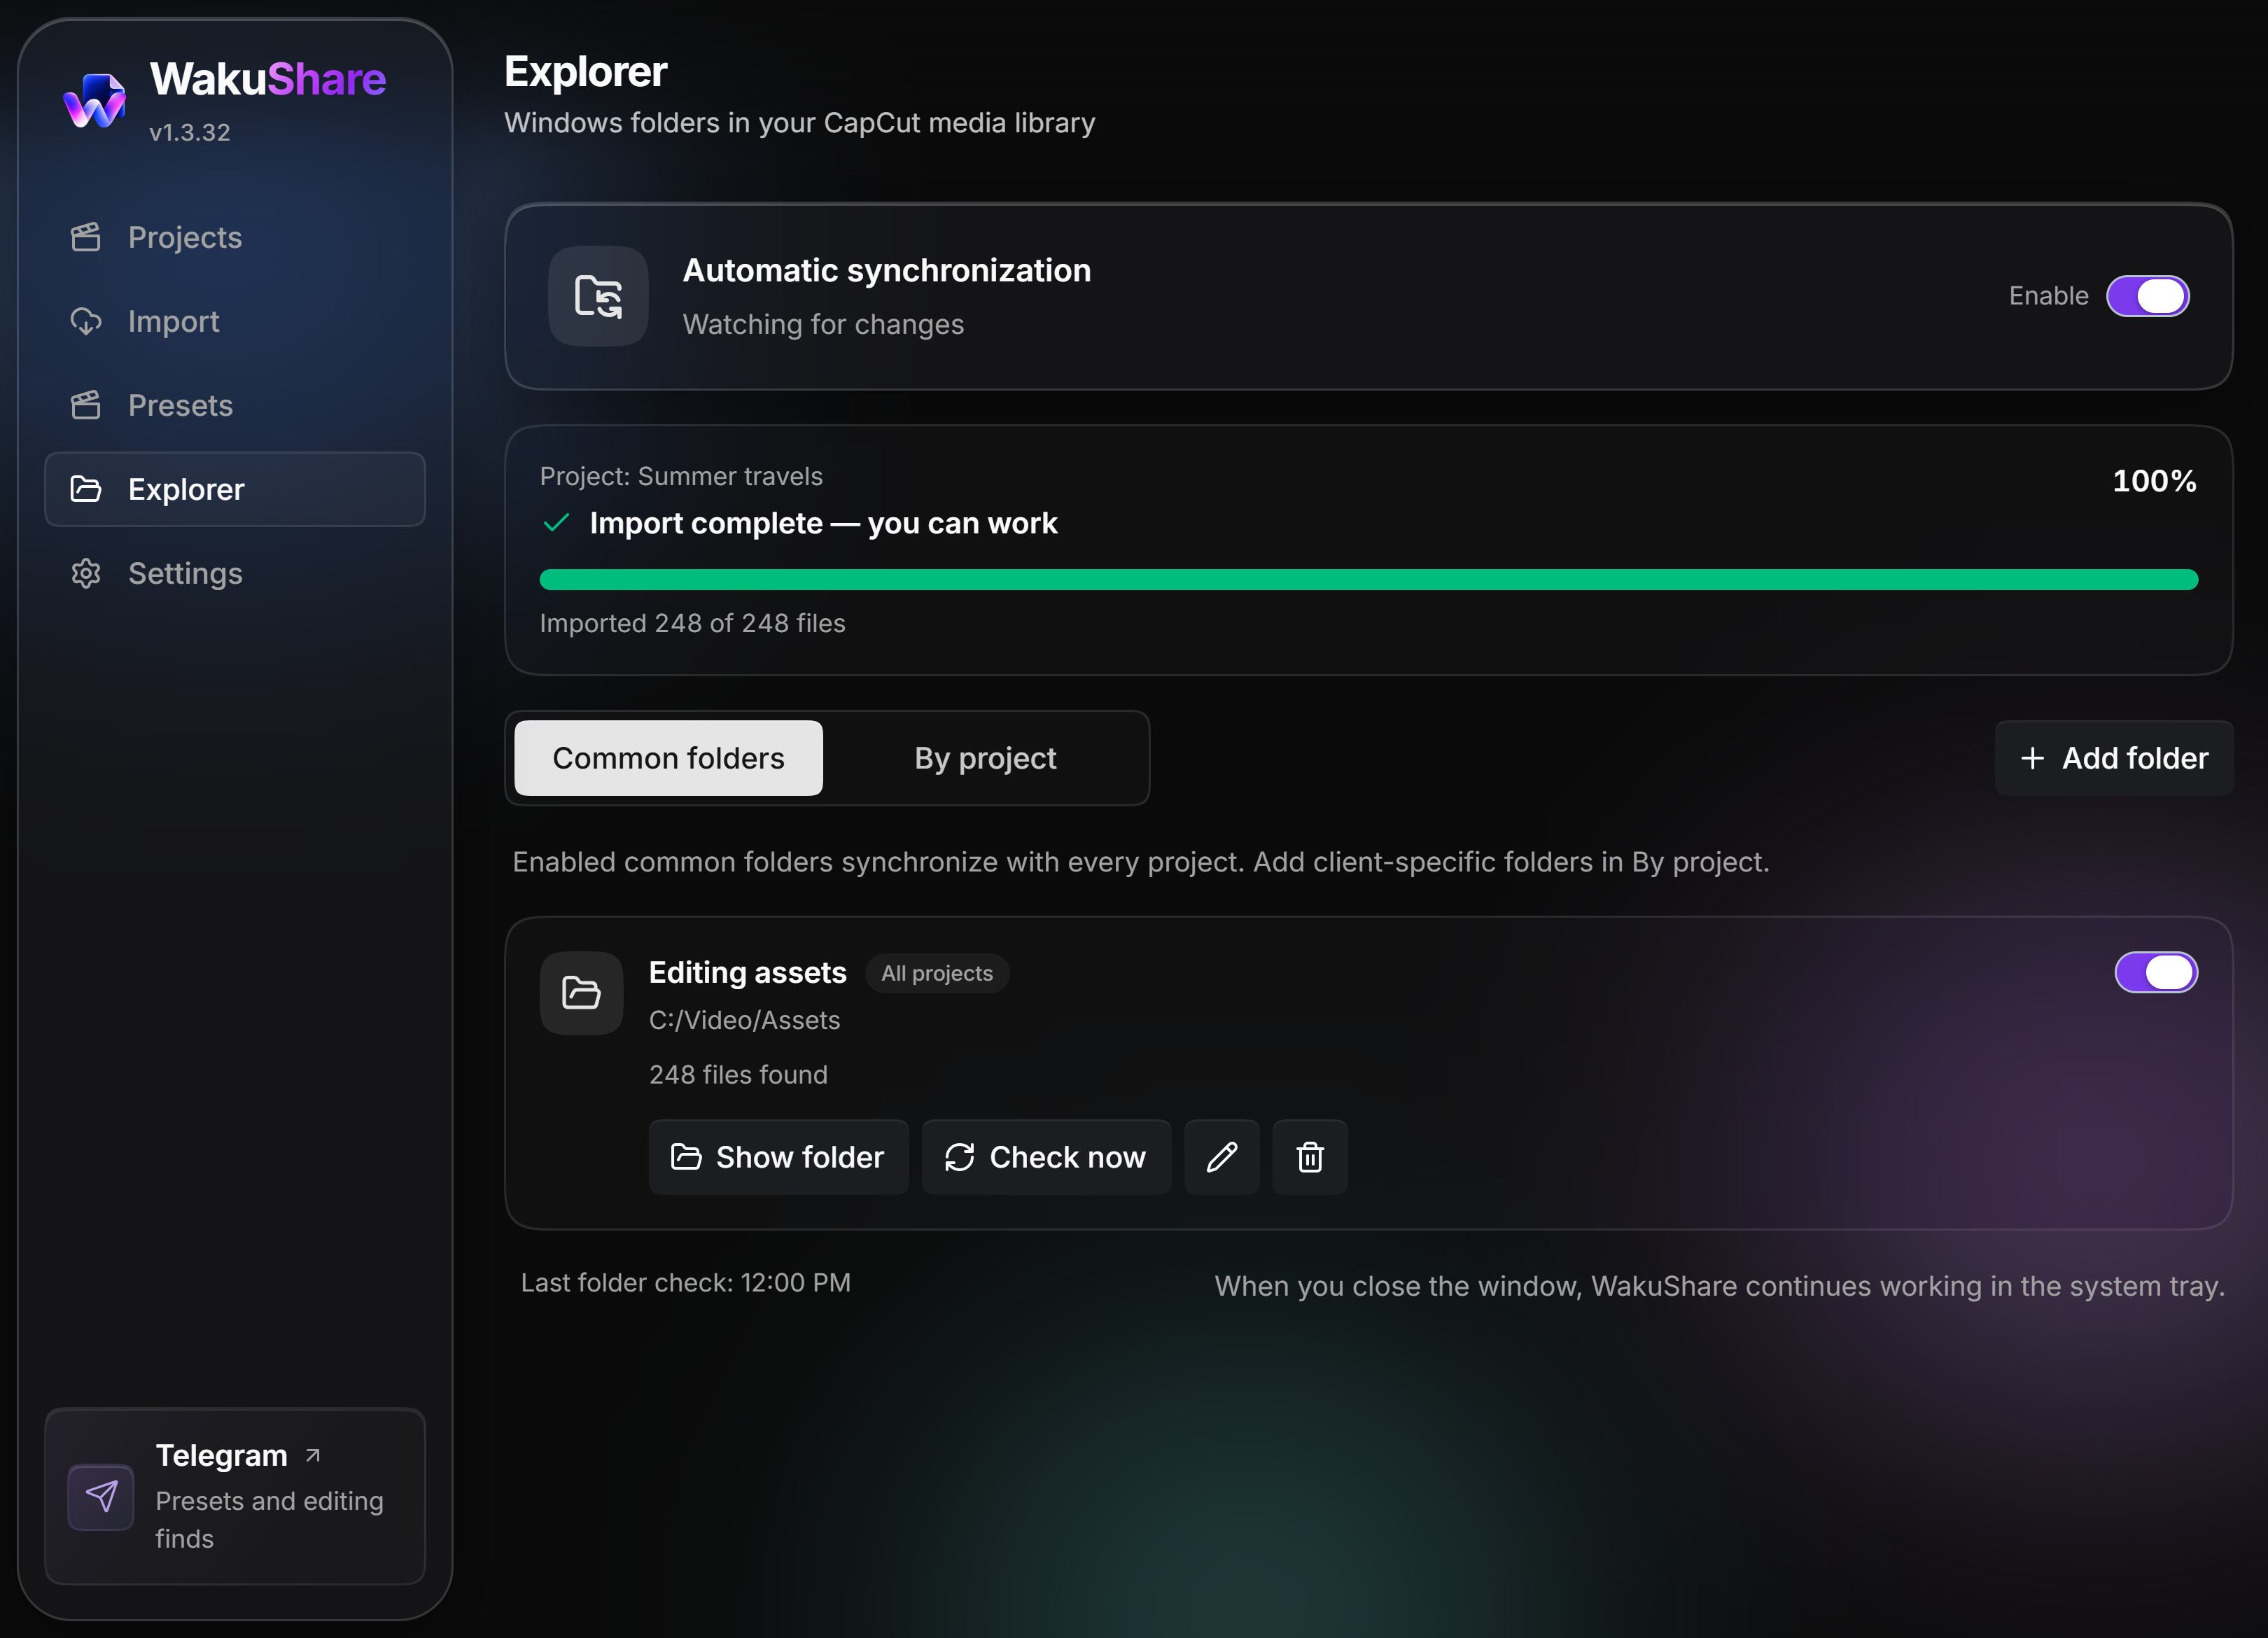 WakuShare
v1.3.32
Projects
Import
Presets
Explorer
Settings
Telegram
Presets and editing
finds
Explorer
Windows folders in your CapCut media library
Automatic synchronization
Watching for changes
Enable
Project: Summer travels
100%
Import complete — you can work
Imported 248 of 248 files
Common folders
By project
Add folder
Enabled common folders synchronize with every project. Add client-specific folders in By project.
Editing assets
All projects
C:/Video/Assets
248 files found
Show folder
Check now
Last folder check: 12:00 PM
When you close the window, WakuShare continues working in the system tray.